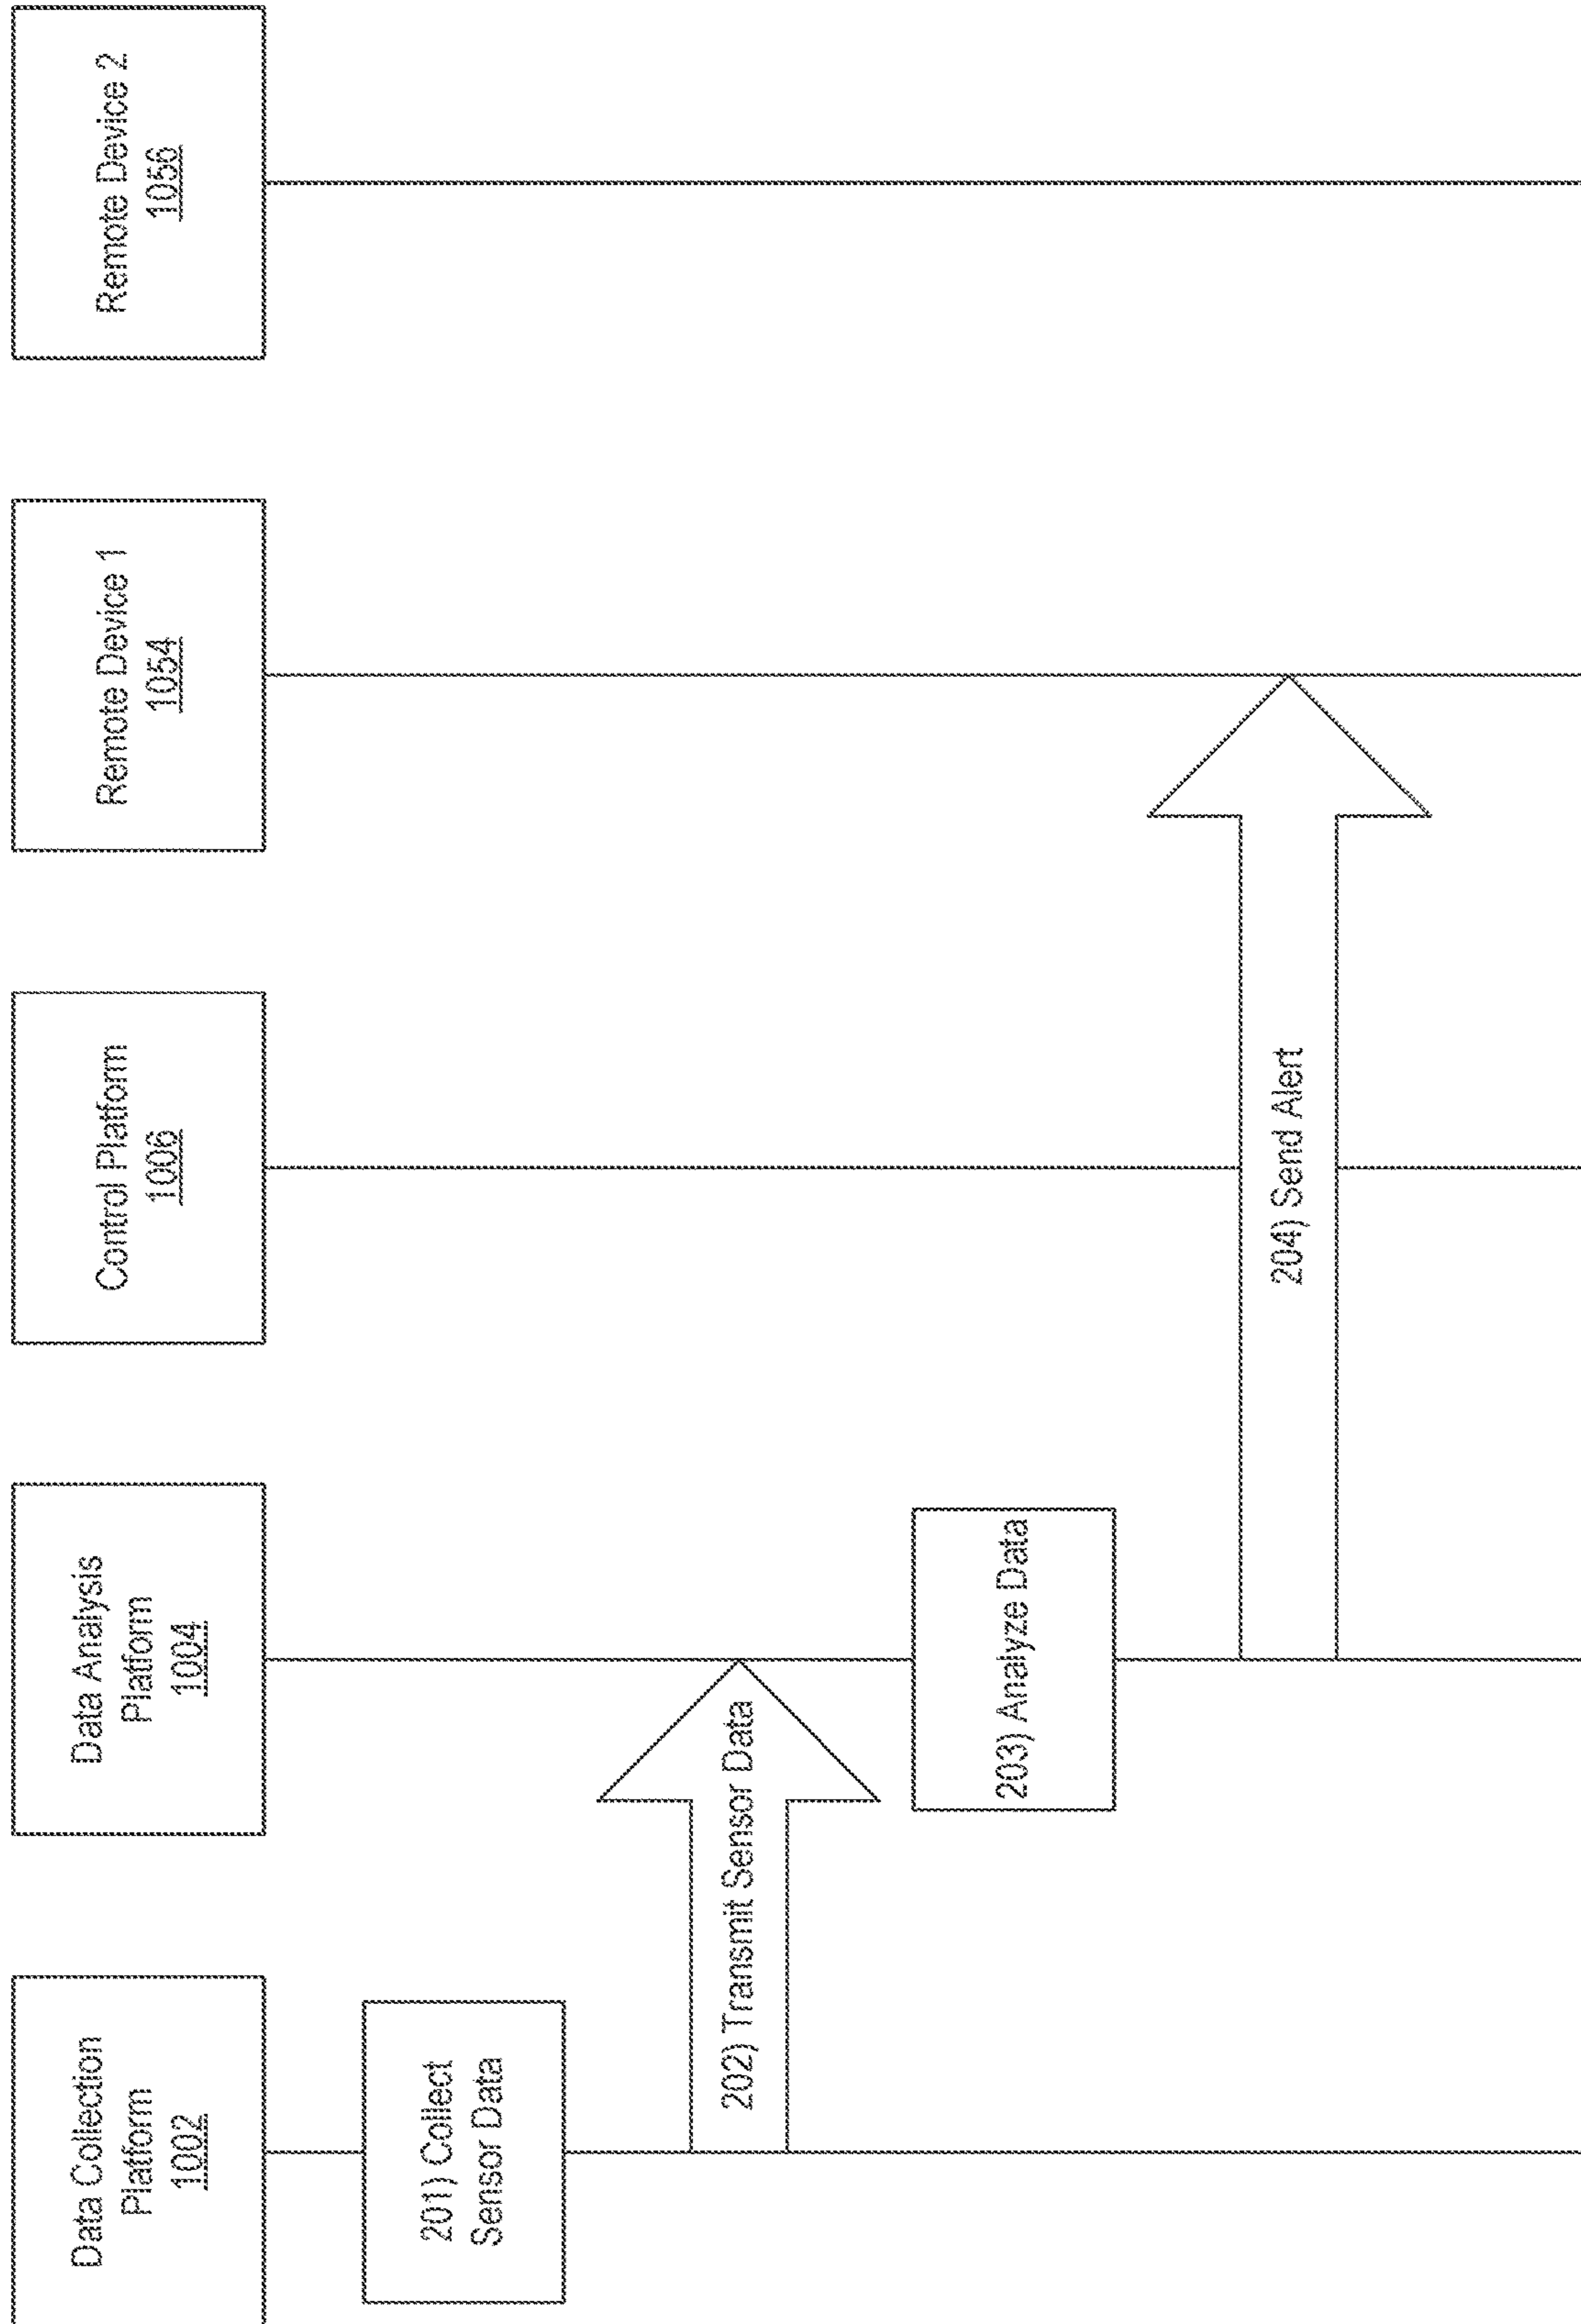 Data Collection
Platform
1002
Data Analysis
Platform
1004
Control Platform
1006
Remote Device 1
1054
Remote Device 2
1056
201) Collect
Sensor Data
202) Transmit Sensor Data
203) Analyze Data
204) Send Alert